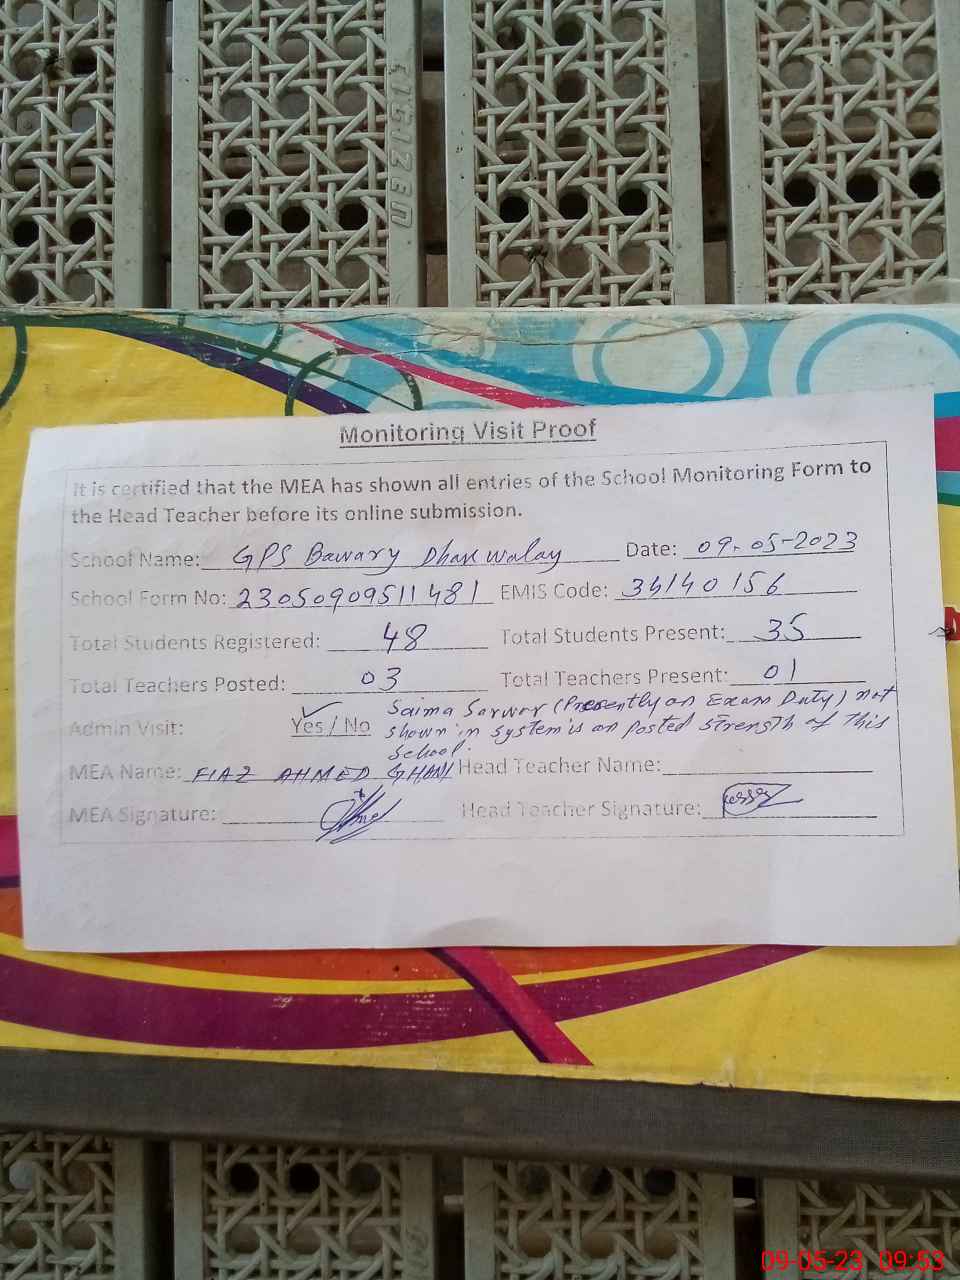 CITIZEN
Monitoring Visit Proof
It is certified that the MEA has shown all entries of the School Monitoring Form to
the Head Teacher before its online submission.
School Name: GPS Bawary Dhak walay Date: 09-05-2023
School Form No: 23050909511481 EMIS Code: 34140156
Total Students Registered: 48 Total Students Present: 35
Total Teachers Posted: 03 Total Teachers Present: 01
Saima Sarwar (Presently on Exam Duty) not
Admin Visit: Yes / No shown in system is on posted strength of this
School.
MEA Name: FIAZ AHMED GHANI Head Teacher Name:
MEA Signature: Head Teacher Signature:
09-05-23 09:53